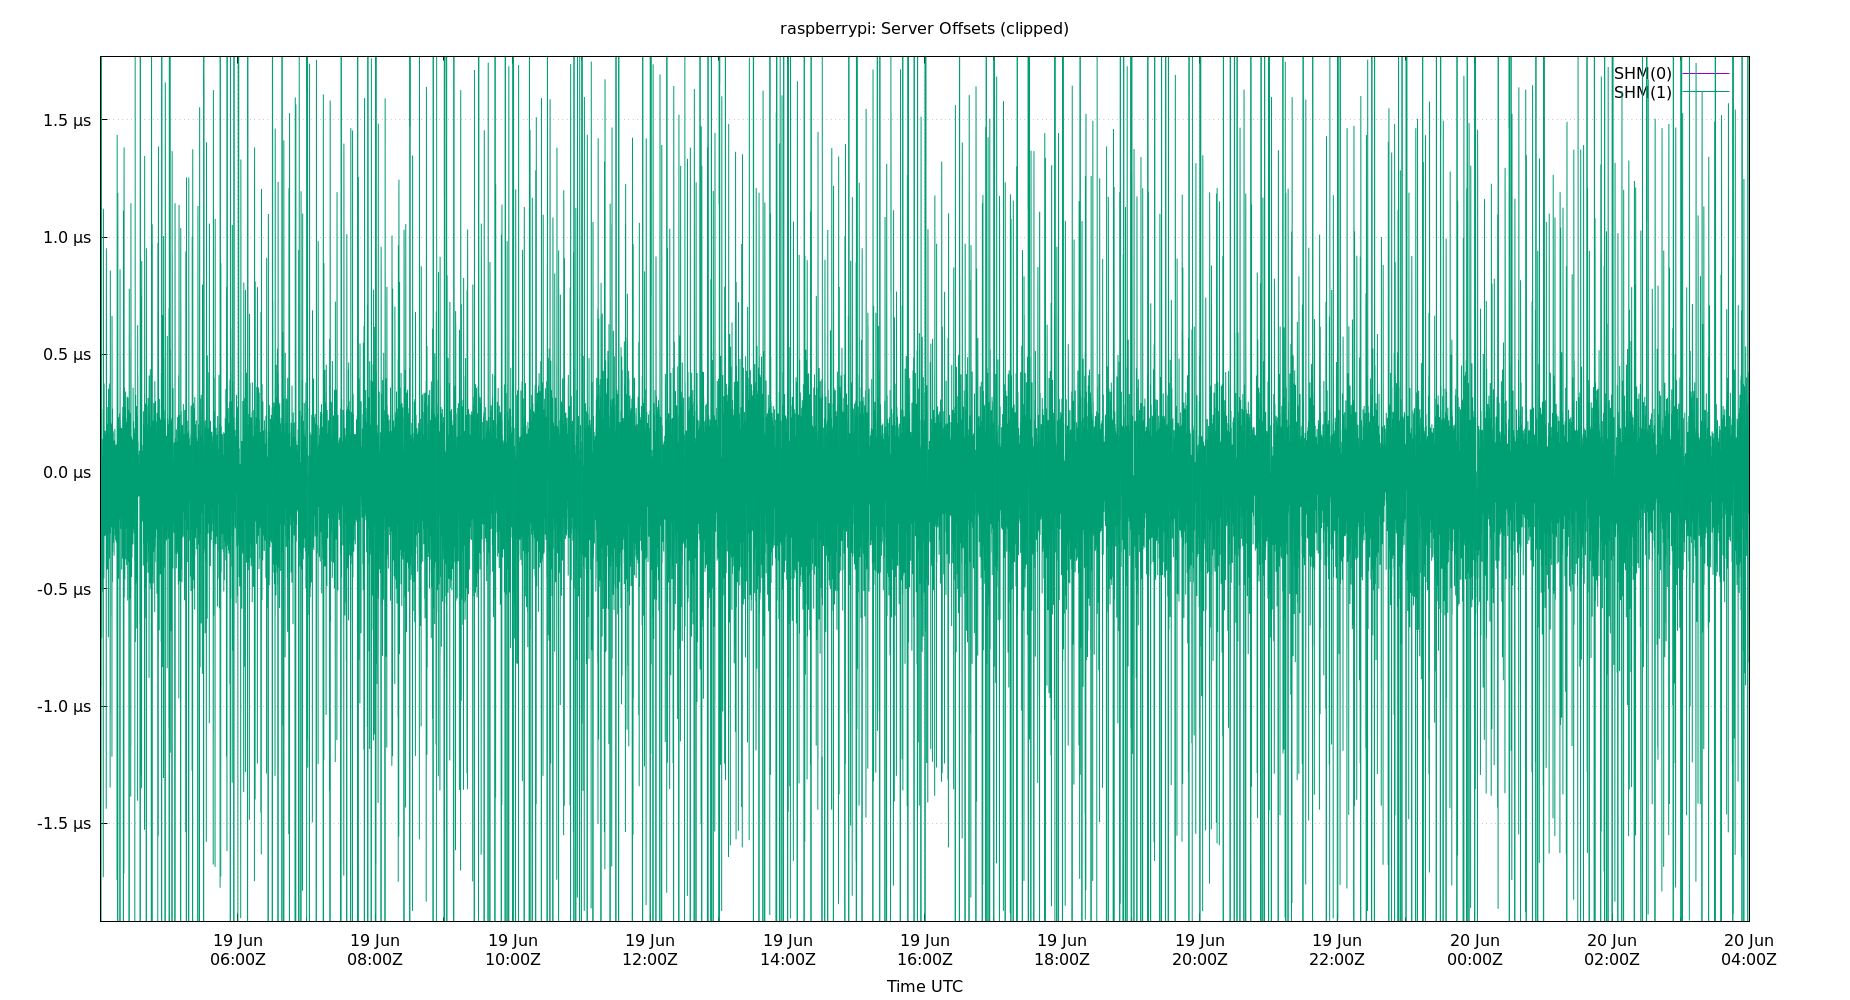 raspberrypi: Server Offsets (clipped)
SHM(0)
SHM(1)
1.5 µs
1.0 µs
0.5 µs
0.0 µs
-0.5 µs
-1.0 µs
-1.5 µs
19 Jun 19 Jun 19 Jun 19 Jun 19 Jun 19 Jun 19 Jun 19 Jun 19 Jun 20 Jun 20 Jun 20 Jun
06:00Z 08:00Z 10:00Z 12:00Z 14:00Z 16:00Z 18:00Z 20:00Z 22:00Z 00:00Z 02:00Z 04:00Z
Time UTC